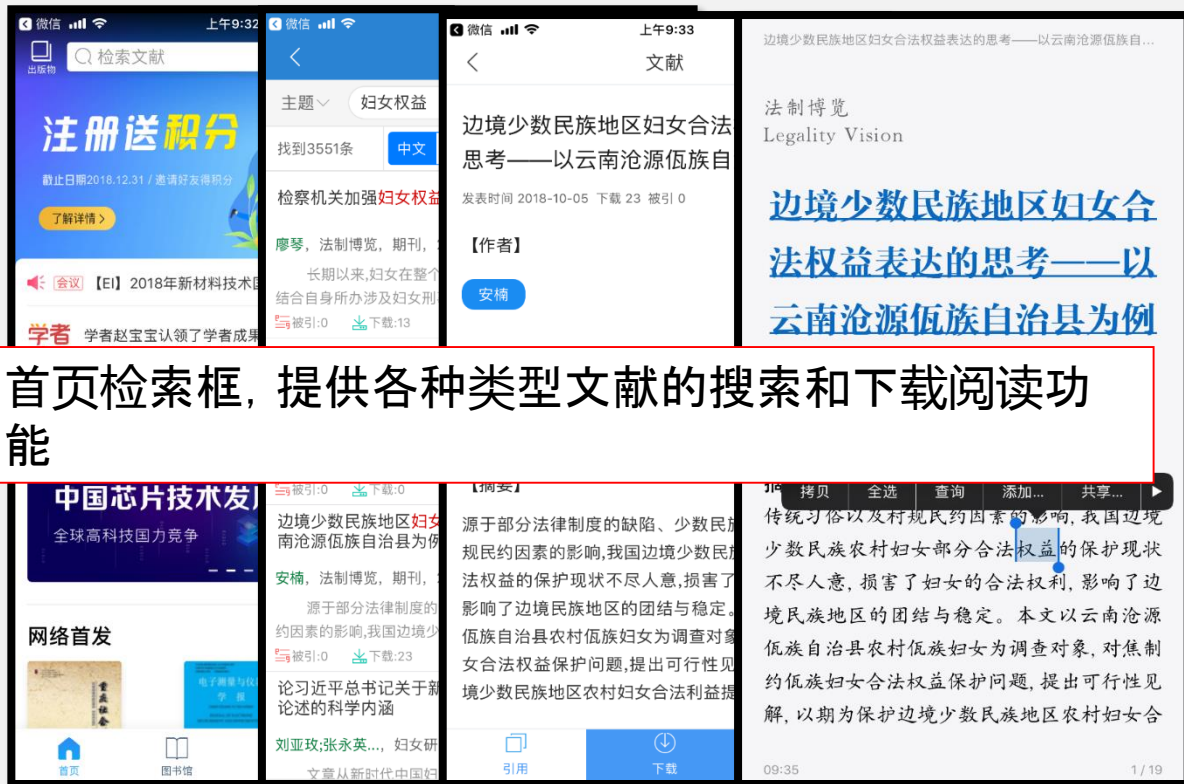 微信
上午9:32
出版物
检索文献
注册送积分
截止日期2018.12.31 / 邀请好友得积分
了解详情 >
会议 【EI】2018年新材料技术
学者 学者赵宝宝认领了学者成果
中国芯片技术发
全球高科技国力竞争
网络首发
首页
图书馆
微信
主题
妇女权益
找到3551条
中文
检察机关加强妇女权益
廖琴, 法制博览, 期刊,
长期以来,妇女在整个
结合自身所办涉及妇女刑
被引:0 下载:13
被引:0 下载:0
边境少数民族地区妇女
南沧源佤族自治县为例
安楠, 法制博览, 期刊,
源于部分法律制度的
约因素的影响,我国边境少
被引:0 下载:23
论习近平总书记关于新
论述的科学内涵
刘亚玫;张永英..., 妇女研
文章从新时代中国妇
微信
上午9:33
文献
边境少数民族地区妇女合法
思考——以云南沧源佤族自
发表时间 2018-10-05 下载 23 被引 0
【作者】
安楠
【摘要】
源于部分法律制度的缺陷、少数民族
规民约因素的影响,我国边境少数民族
法权益的保护现状不尽人意,损害了
影响了边境民族地区的团结与稳定。
佤族自治县农村佤族妇女为调查对象
女合法权益保护问题,提出可行性见
境少数民族地区农村妇女合法利益提
引用
下载
边境少数民族地区妇女合法权益表达的思考——以云南沧源佤族自...
法制博览
Legality Vision
边境少数民族地区妇女合
法权益表达的思考——以
云南沧源佤族自治县为例
拷贝 全选 查询 添加... 共享...
传统习俗以及村规民约因素的影响, 我国边境
少数民族农村妇女部分合法权益的保护现状
不尽人意, 损害了妇女的合法权利, 影响了边
境民族地区的团结与稳定。本文以云南沧源
佤族自治县农村佤族妇女为调查对象, 对焦制
约佤族妇女合法权益保护问题, 提出可行性见
解, 以期为保护边境少数民族地区农村妇女合
09:35
1 / 19
首页检索框, 提供各种类型文献的搜索和下载阅读功
能